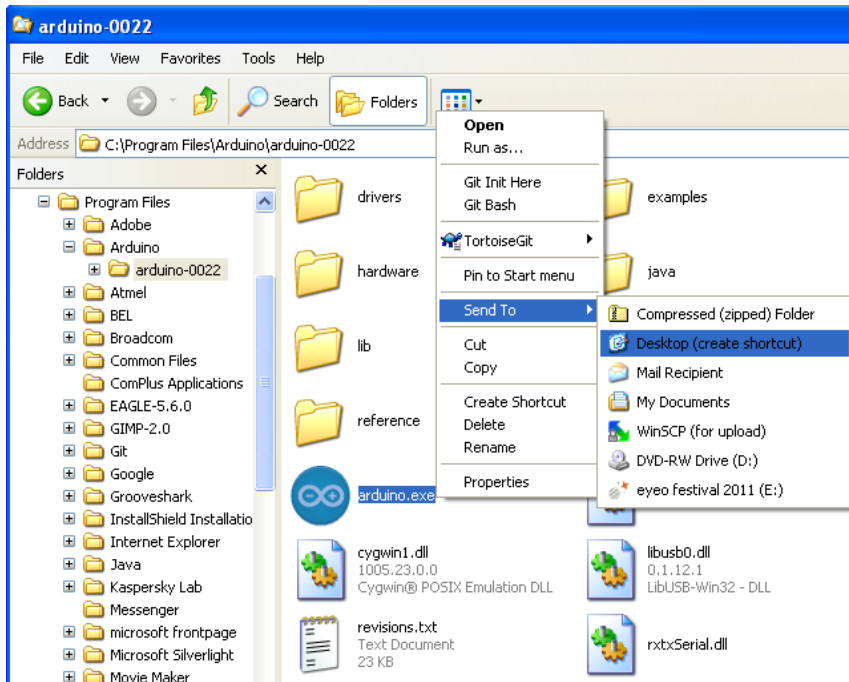 arduino-0022
File Edit View Favorites Tools Help
Back Search Folders
Address C:\Program Files\Arduino\arduino-0022
Folders
Program Files
Adobe
Arduino
arduino-0022
Atmel
BEL
Broadcom
Common Files
ComPlus Applications
EAGLE-5.6.0
GIMP-2.0
Git
Google
Grooveshark
InstallShield Installatio
Internet Explorer
Java
Kaspersky Lab
Messenger
microsoft frontpage
Microsoft Silverlight
Movie Maker
drivers
examples
hardware
java
lib
reference
arduino.exe
cygwin1.dll
1005.23.0.0
Cygwin® POSIX Emulation DLL
libusb0.dll
0.1.12.1
LibUSB-Win32 - DLL
revisions.txt
Text Document
23 KB
rxtxSerial.dll
Open
Run as...
Git Init Here
Git Bash
TortoiseGit
Pin to Start menu
Send To
Cut
Copy
Create Shortcut
Delete
Rename
Properties
Compressed (zipped) Folder
Desktop (create shortcut)
Mail Recipient
My Documents
WinSCP (for upload)
DVD-RW Drive (D:)
eyeo festival 2011 (E:)